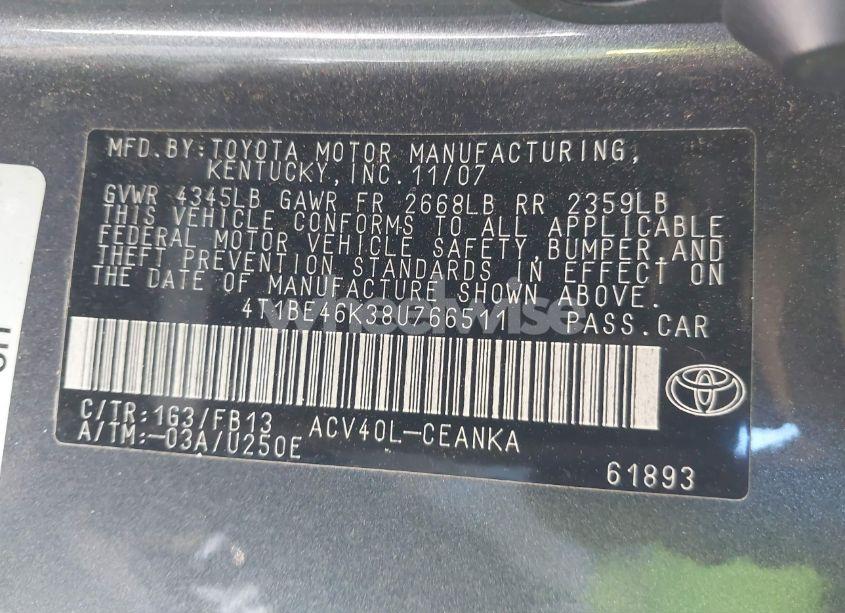 MFD.BY:TOYOTA MOTOR MANUFACTURING,
KENTUCKY,INC. 11/07
GVWR 4345LB GAWR FR 2668LB RR 2359LB
THIS VEHICLE CONFORMS TO ALL APPLICABLE
FEDERAL MOTOR VEHICLE SAFETY,BUMPER,AND
THEFT PREVENTION STANDARDS IN EFFECT ON
THE DATE OF MANUFACTURE SHOWN ABOVE.
4T1BE46K38U766511 PASS.CAR
wheelwise
C/TR:1G3/FB13
A/TM:-03A/U250E
ACV40L-CEANKA
61893